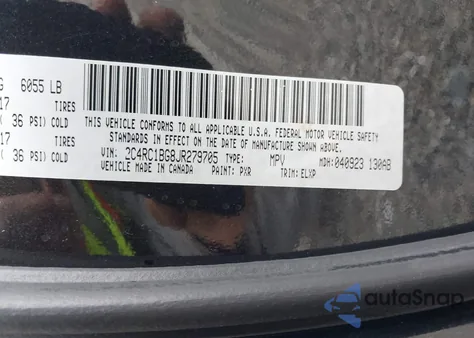 G 6055 LB
17 TIRES
( 36 PSI) COLD
17 TIRES
( 36 PSI) COLD
THIS VEHICLE CONFORMS TO ALL APPLICABLE U.S.A. FEDERAL MOTOR VEHICLE SAFETY
STANDARDS IN EFFECT ON THE DATE OF MANUFACTURE SHOWN ABOVE.
VIN: 2C4RC1BG8JR279705 TYPE: MPV MDH: 040923 130AB
VEHICLE MADE IN CANADA PAINT: PXR TRIM: ELXP
autoSnap